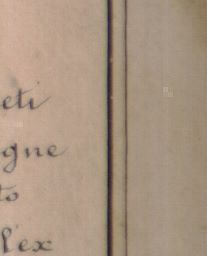 eti
gne
to
l'ex